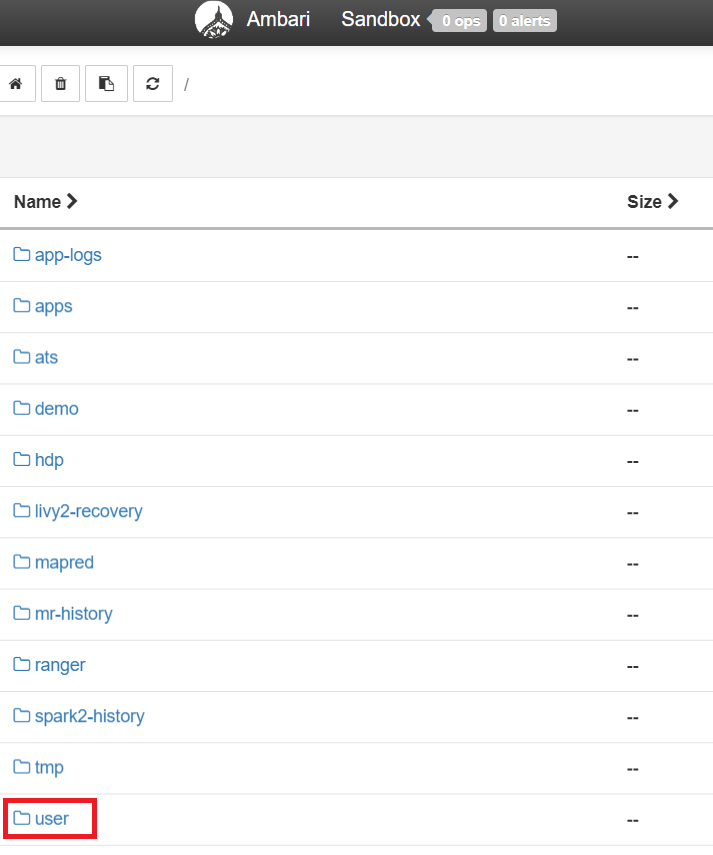 Ambari Sandbox 0 ops 0 alerts
/
Name Size
app-logs --
apps --
ats --
demo --
hdp --
livy2-recovery --
mapred --
mr-history --
ranger --
spark2-history --
tmp --
user --